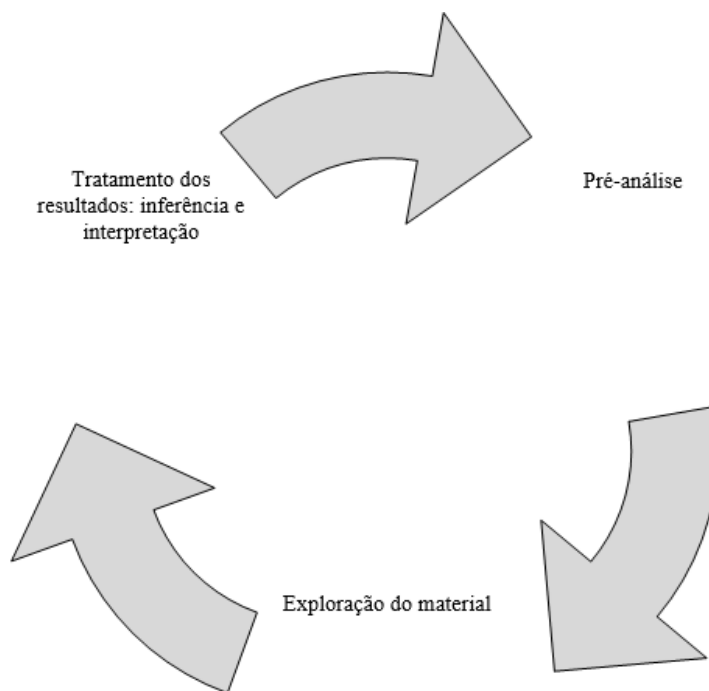 Tratamento dos
resultados: inferência e
interpretação
Pré-análise
Exploração do material